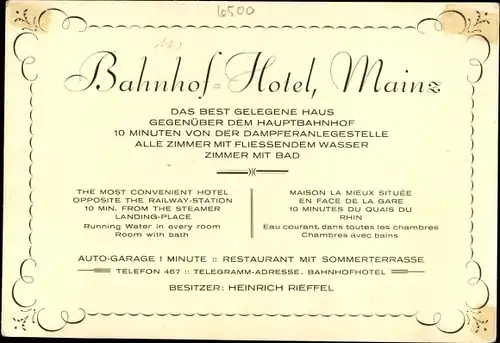 6500
Bahnhof=Hotel, Mainz
DAS BEST GELEGENE HAUS
GEGENÜBER DEM HAUPTBAHNHOF
10 MINUTEN VON DER DAMPFERANLEGESTELLE
ALLE ZIMMER MIT FLIESSENDEM WASSER
ZIMMER MIT BAD
THE MOST CONVENIENT HOTEL
OPPOSITE THE RAILWAY-STATION
10 MIN. FROM THE STEAMER
LANDING-PLACE
Running Water in every room
Room with bath
MAISON LA MIEUX SITUÉE
EN FACE DE LA GARE
10 MINUTES DU QUAIS DU
RHIN
Eau courant, dans toutes les chambres
Chambres avec bains
AUTO-GARAGE 1 MINUTE :: RESTAURANT MIT SOMMERTERRASSE
TELEFON 467 :: TELEGRAMM-ADRESSE, BAHNHOFHOTEL
BESITZER: HEINRICH RIEFFEL